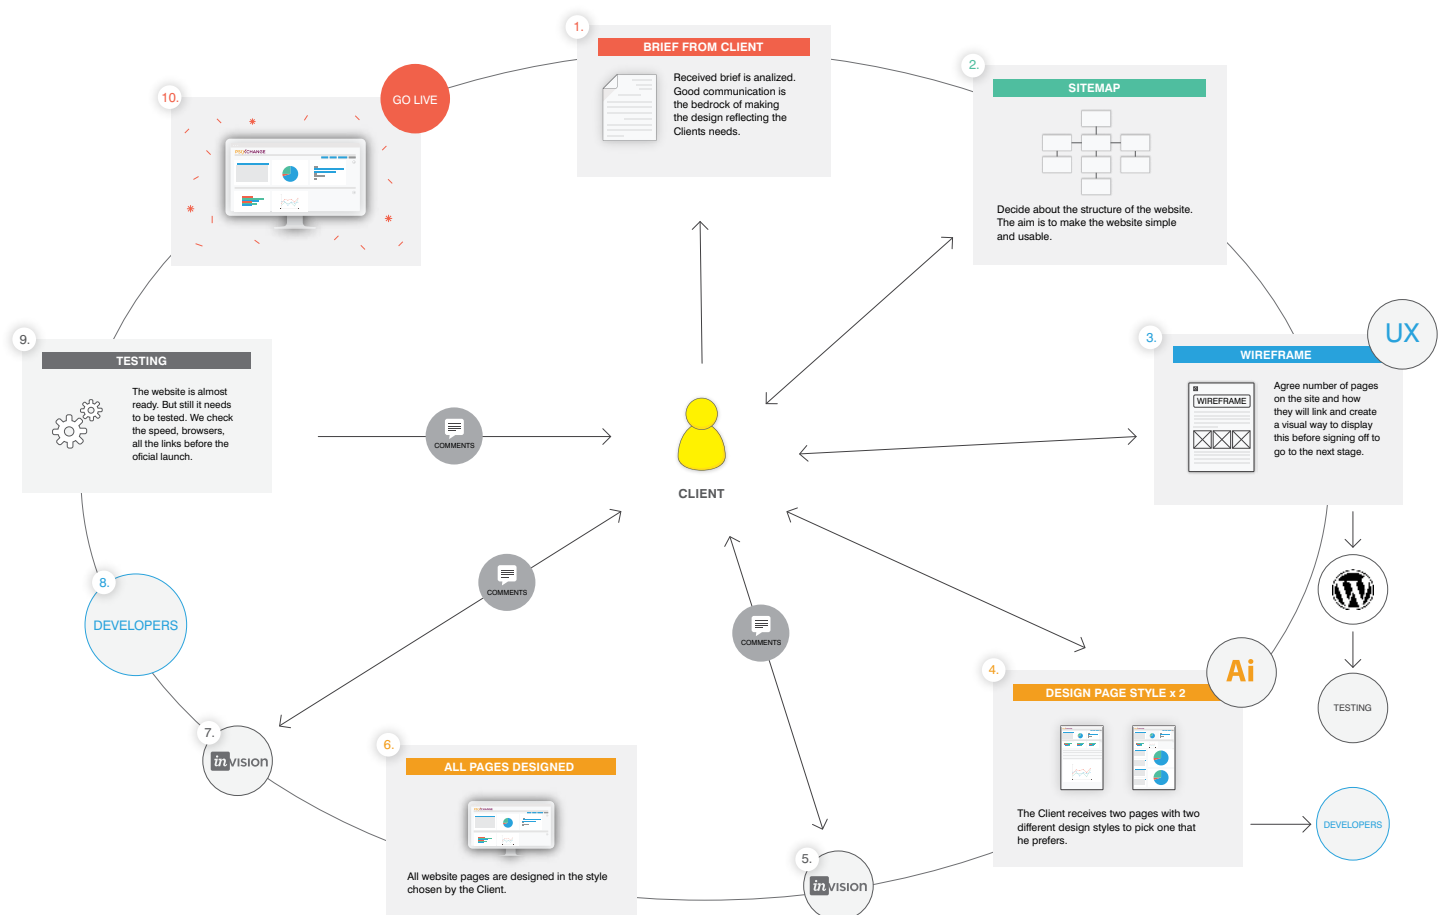 1.
BRIEF FROM CLIENT
Received brief is analized.
Good communication is
the bedrock of making
the design reflecting the
Clients needs.
2.
SITEMAP
Decide about the structure of the website.
The aim is to make the website simple
and usable.
3.
UX
WIREFRAME
WIREFRAME
Agree number of pages
on the site and how
they will link and create
a visual way to display
this before signing off to
go to the next stage.
TESTING
4.
Ai
DESIGN PAGE STYLE x 2
The Client receives two pages with two
different design styles to pick one that
he prefers.
DEVELOPERS
5.
inVISION
6.
ALL PAGES DESIGNED
All website pages are designed in the style
chosen by the Client.
7.
inVISION
8.
DEVELOPERS
9.
TESTING
The website is almost
ready. But still it needs
to be tested. We check
the speed, browsers,
all the links before the
oficial launch.
10.
GO LIVE
COMMENTS
COMMENTS
COMMENTS
CLIENT